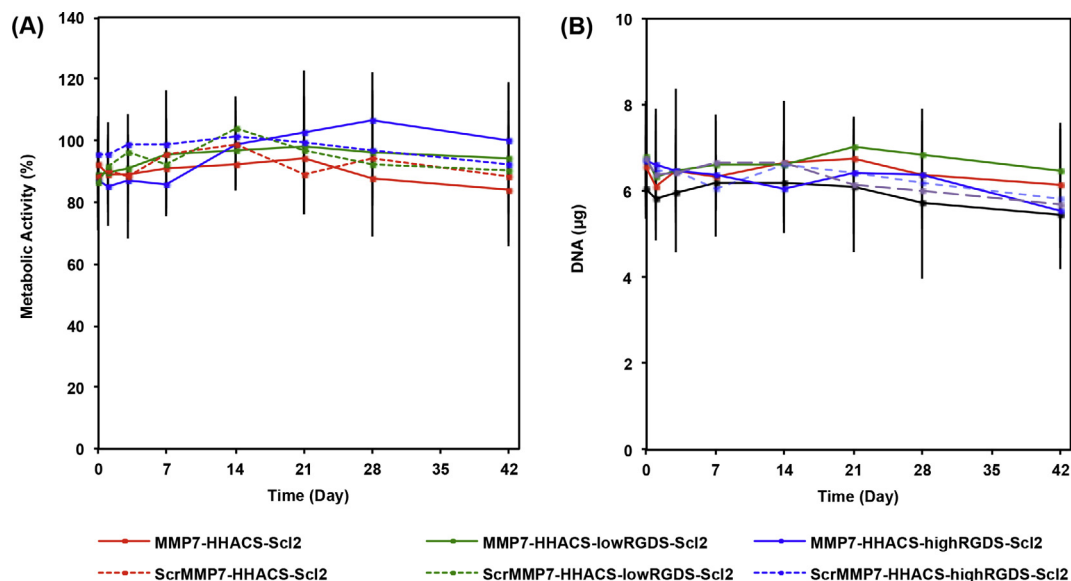 (A)
Metabolic Activity (%)
140
120
100
80
60
40
20
0
0 7 14 21 28 35 42
Time (Day)
(B)
DNA (µg)
10
8
6
4
2
0
0 7 14 21 28 35 42
Time (Day)
MMP7-HHACS-Scl2 MMP7-HHACS-lowRGDS-Scl2 MMP7-HHACS-highRGDS-Scl2
ScrMMP7-HHACS-Scl2 ScrMMP7-HHACS-lowRGDS-Scl2 ScrMMP7-HHACS-highRGDS-Scl2